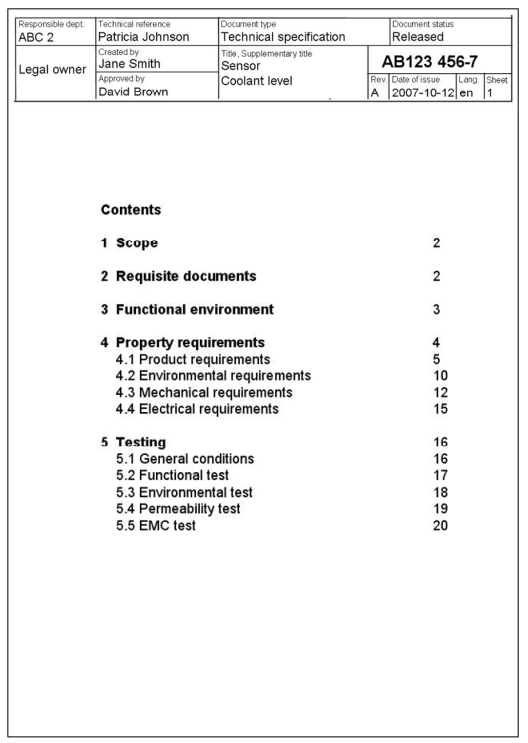 Responsible dept. Technical reference Document type Document status
ABC 2 Patricia Johnson Technical specification Released
Legal owner
Created by
Jane Smith
Approved by
David Brown
Title, Supplementary title
Sensor
Coolant level
AB123 456-7
Rev. Date of issue Lang. Sheet
A 2007-10-12 en 1
Contents
1 Scope 2
2 Requisite documents 2
3 Functional environment 3
4 Property requirements 4
4.1 Product requirements 5
4.2 Environmental requirements 10
4.3 Mechanical requirements 12
4.4 Electrical requirements 15
5 Testing 16
5.1 General conditions 16
5.2 Functional test 17
5.3 Environmental test 18
5.4 Permeability test 19
5.5 EMC test 20